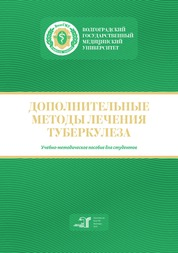 ВОЛГОГРАДСКИЙ
ГОСУДАРСТВЕННЫЙ
МЕДИЦИНСКИЙ
УНИВЕРСИТЕТ
ДОПОЛНИТЕЛЬНЫЕ
МЕТОДЫ ЛЕЧЕНИЯ
ТУБЕРКУЛЕЗА
Учебно-методическое пособие для студентов